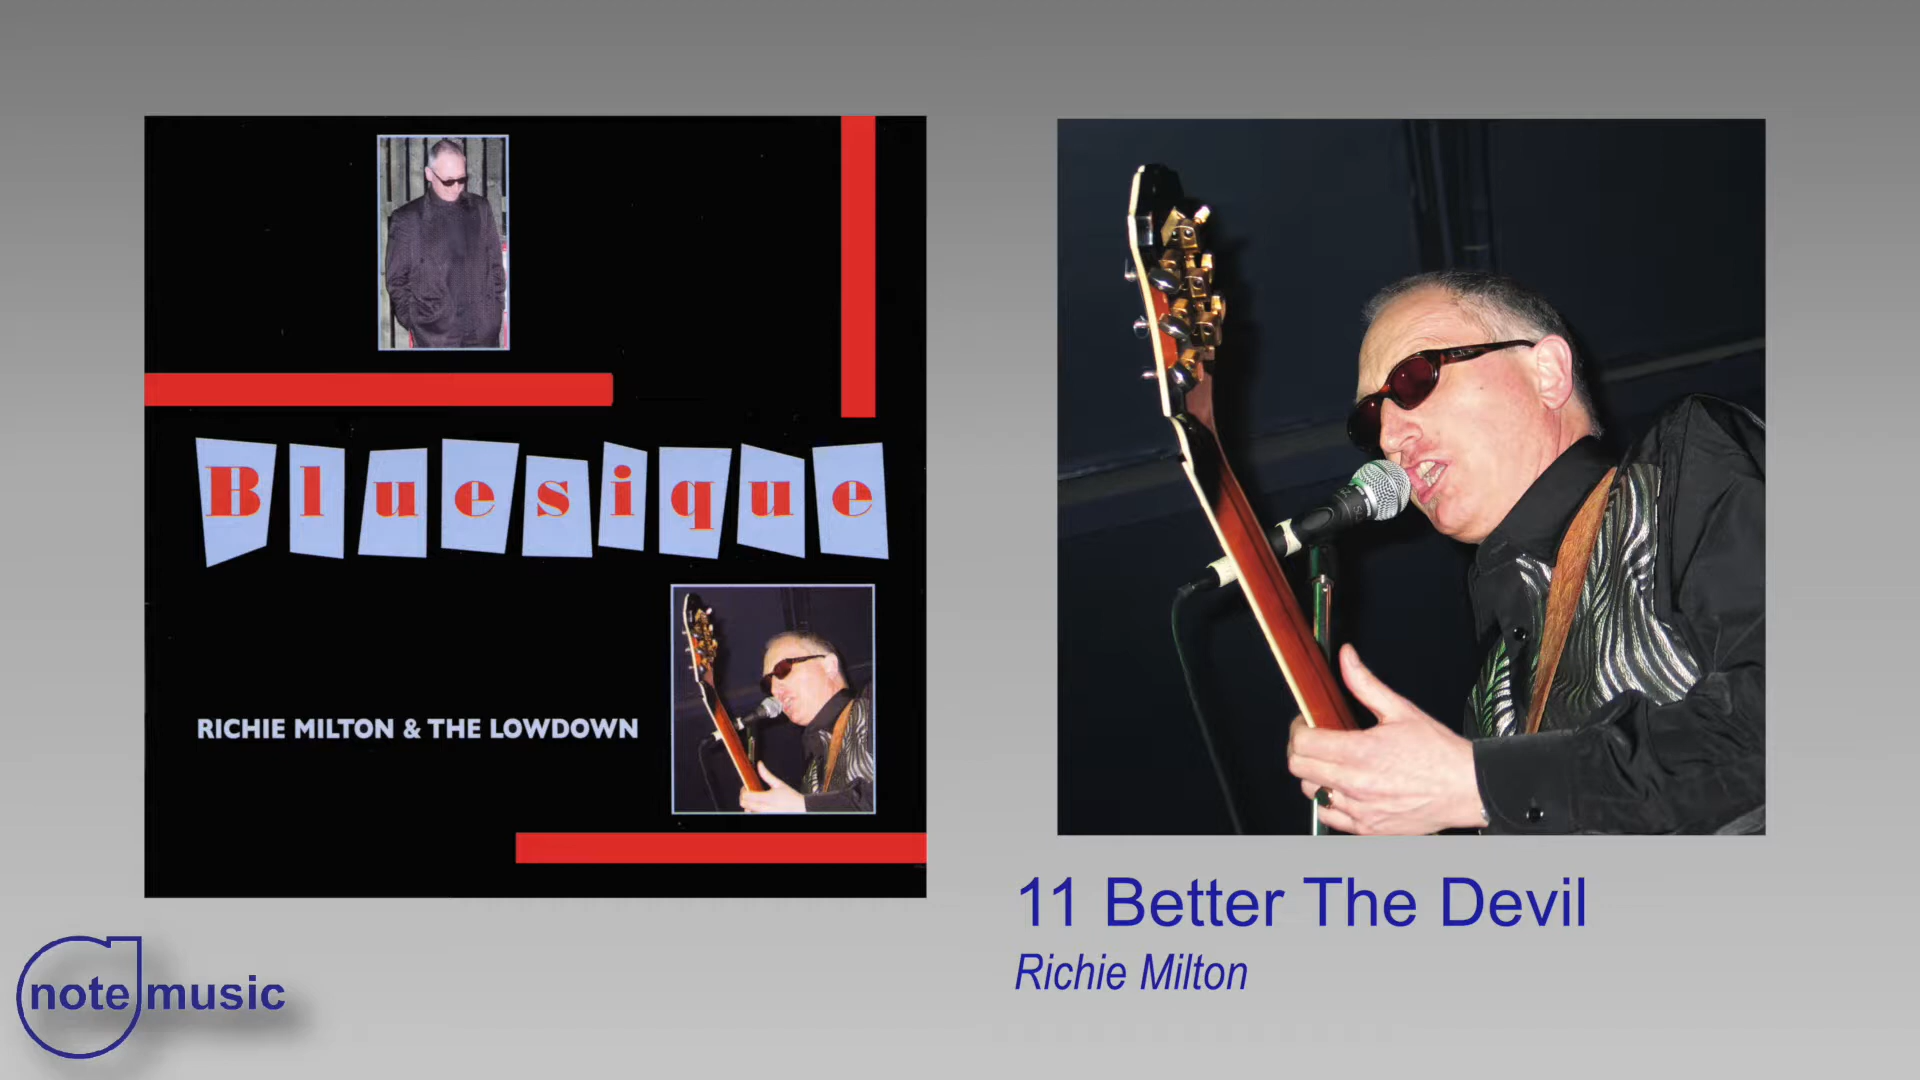 Bluesique
RICHIE MILTON & THE LOWDOWN
11 Better The Devil
Richie Milton
note music